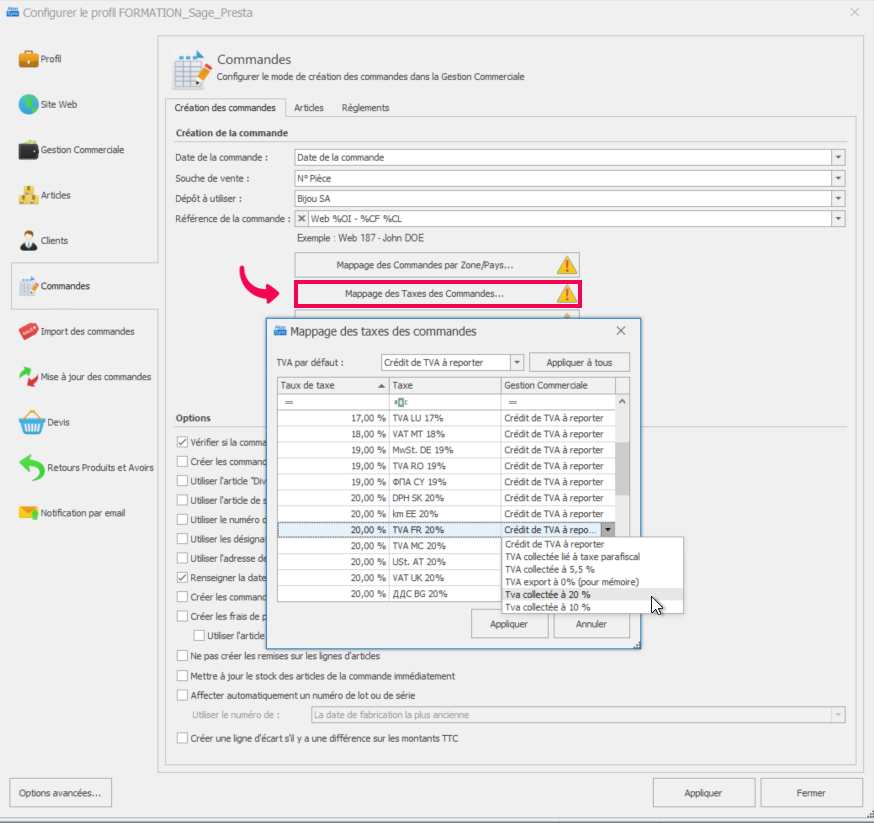 Configurer le profil FORMATION_Sage_Presta
Profil
Site Web
Gestion Commerciale
Articles
Clients
Commandes
Import des commandes
Mise à jour des commandes
Devis
Retours Produits et Avoirs
Notification par email
Commandes
Configurer le mode de création des commandes dans la Gestion Commerciale
Création des commandes Articles Règlements
Création de la commande
Date de la commande : Date de la commande
Souche de vente : N° Pièce
Dépôt à utiliser : Bijou SA
Référence de la commande : Web %OI - %CF %CL
Exemple : Web 187 - John DOE
Mappage des Commandes par Zone/Pays...
Mappage des Taxes des Commandes...
Mappage des taxes des commandes
TVA par défaut : Crédit de TVA à reporter Appliquer à tous
Taux de taxe Taxe Gestion Commerciale
= =
17,00 % TVA LU 17% Crédit de TVA à reporter
18,00 % VAT MT 18% Crédit de TVA à reporter
19,00 % MwSt. DE 19% Crédit de TVA à reporter
19,00 % TVA RO 19% Crédit de TVA à reporter
19,00 % ΦΠΑ CY 19% Crédit de TVA à reporter
20,00 % DPH SK 20% Crédit de TVA à reporter
20,00 % km EE 20% Crédit de TVA à reporter
20,00 % TVA FR 20% Crédit de TVA à repo...
20,00 % TVA MC 20%
20,00 % USt. AT 20%
20,00 % VAT UK 20%
20,00 % ДДС BG 20%
Crédit de TVA à reporter
TVA collectée lié à taxe parafiscal
TVA collectée à 5,5 %
TVA export à 0% (pour mémoire)
Tva collectée à 20 %
Tva collectée à 10 %
Appliquer Annuler
Options
Vérifier si la comma
Créer les command
Utiliser l'article "Div
Utiliser l'article de s
Utiliser le numéro d
Utiliser les désignat
Utiliser l'adresse de
Renseigner la date
Créer les comman
Créer les frais de p
Utiliser l'article
Ne pas créer les remises sur les lignes d'articles
Mettre à jour le stock des articles de la commande immédiatement
Affecter automatiquement un numéro de lot ou de série
Utiliser le numéro de : La date de fabrication la plus ancienne
Créer une ligne d'écart s'il y a une différence sur les montants TTC
Options avancées... Appliquer Fermer